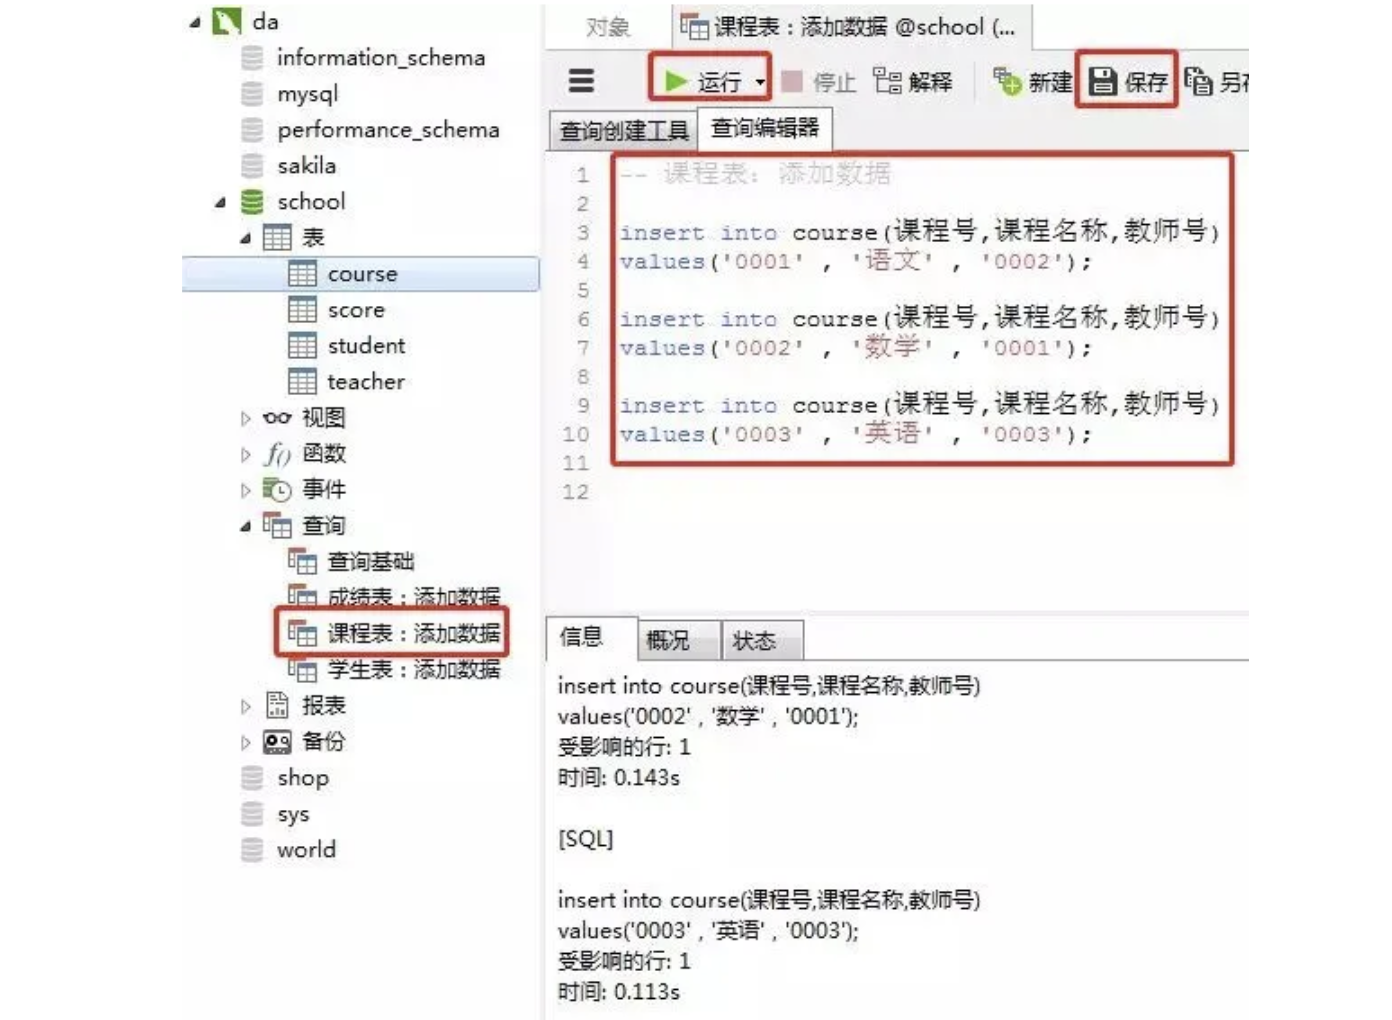 da
information_schema
mysql
performance_schema
sakila
school
表
course
score
student
teacher
视图
函数
事件
查询
查询基础
成绩表：添加数据
课程表：添加数据
学生表：添加数据
报表
备份
shop
sys
world
对象 课程表：添加数据 @school (...
运行 停止 解释 新建 保存 另存
查询创建工具 查询编辑器
1 -- 课程表：添加数据
2
3 insert into course(课程号,课程名称,教师号)
4 values('0001' , '语文' , '0002');
5
6 insert into course(课程号,课程名称,教师号)
7 values('0002' , '数学' , '0001');
8
9 insert into course(课程号,课程名称,教师号)
10 values('0003' , '英语' , '0003');
11
12
信息 概况 状态
insert into course(课程号,课程名称,教师号)
values('0002' , '数学' , '0001');
受影响的行: 1
时间: 0.143s
[SQL]
insert into course(课程号,课程名称,教师号)
values('0003' , '英语' , '0003');
受影响的行: 1
时间: 0.113s